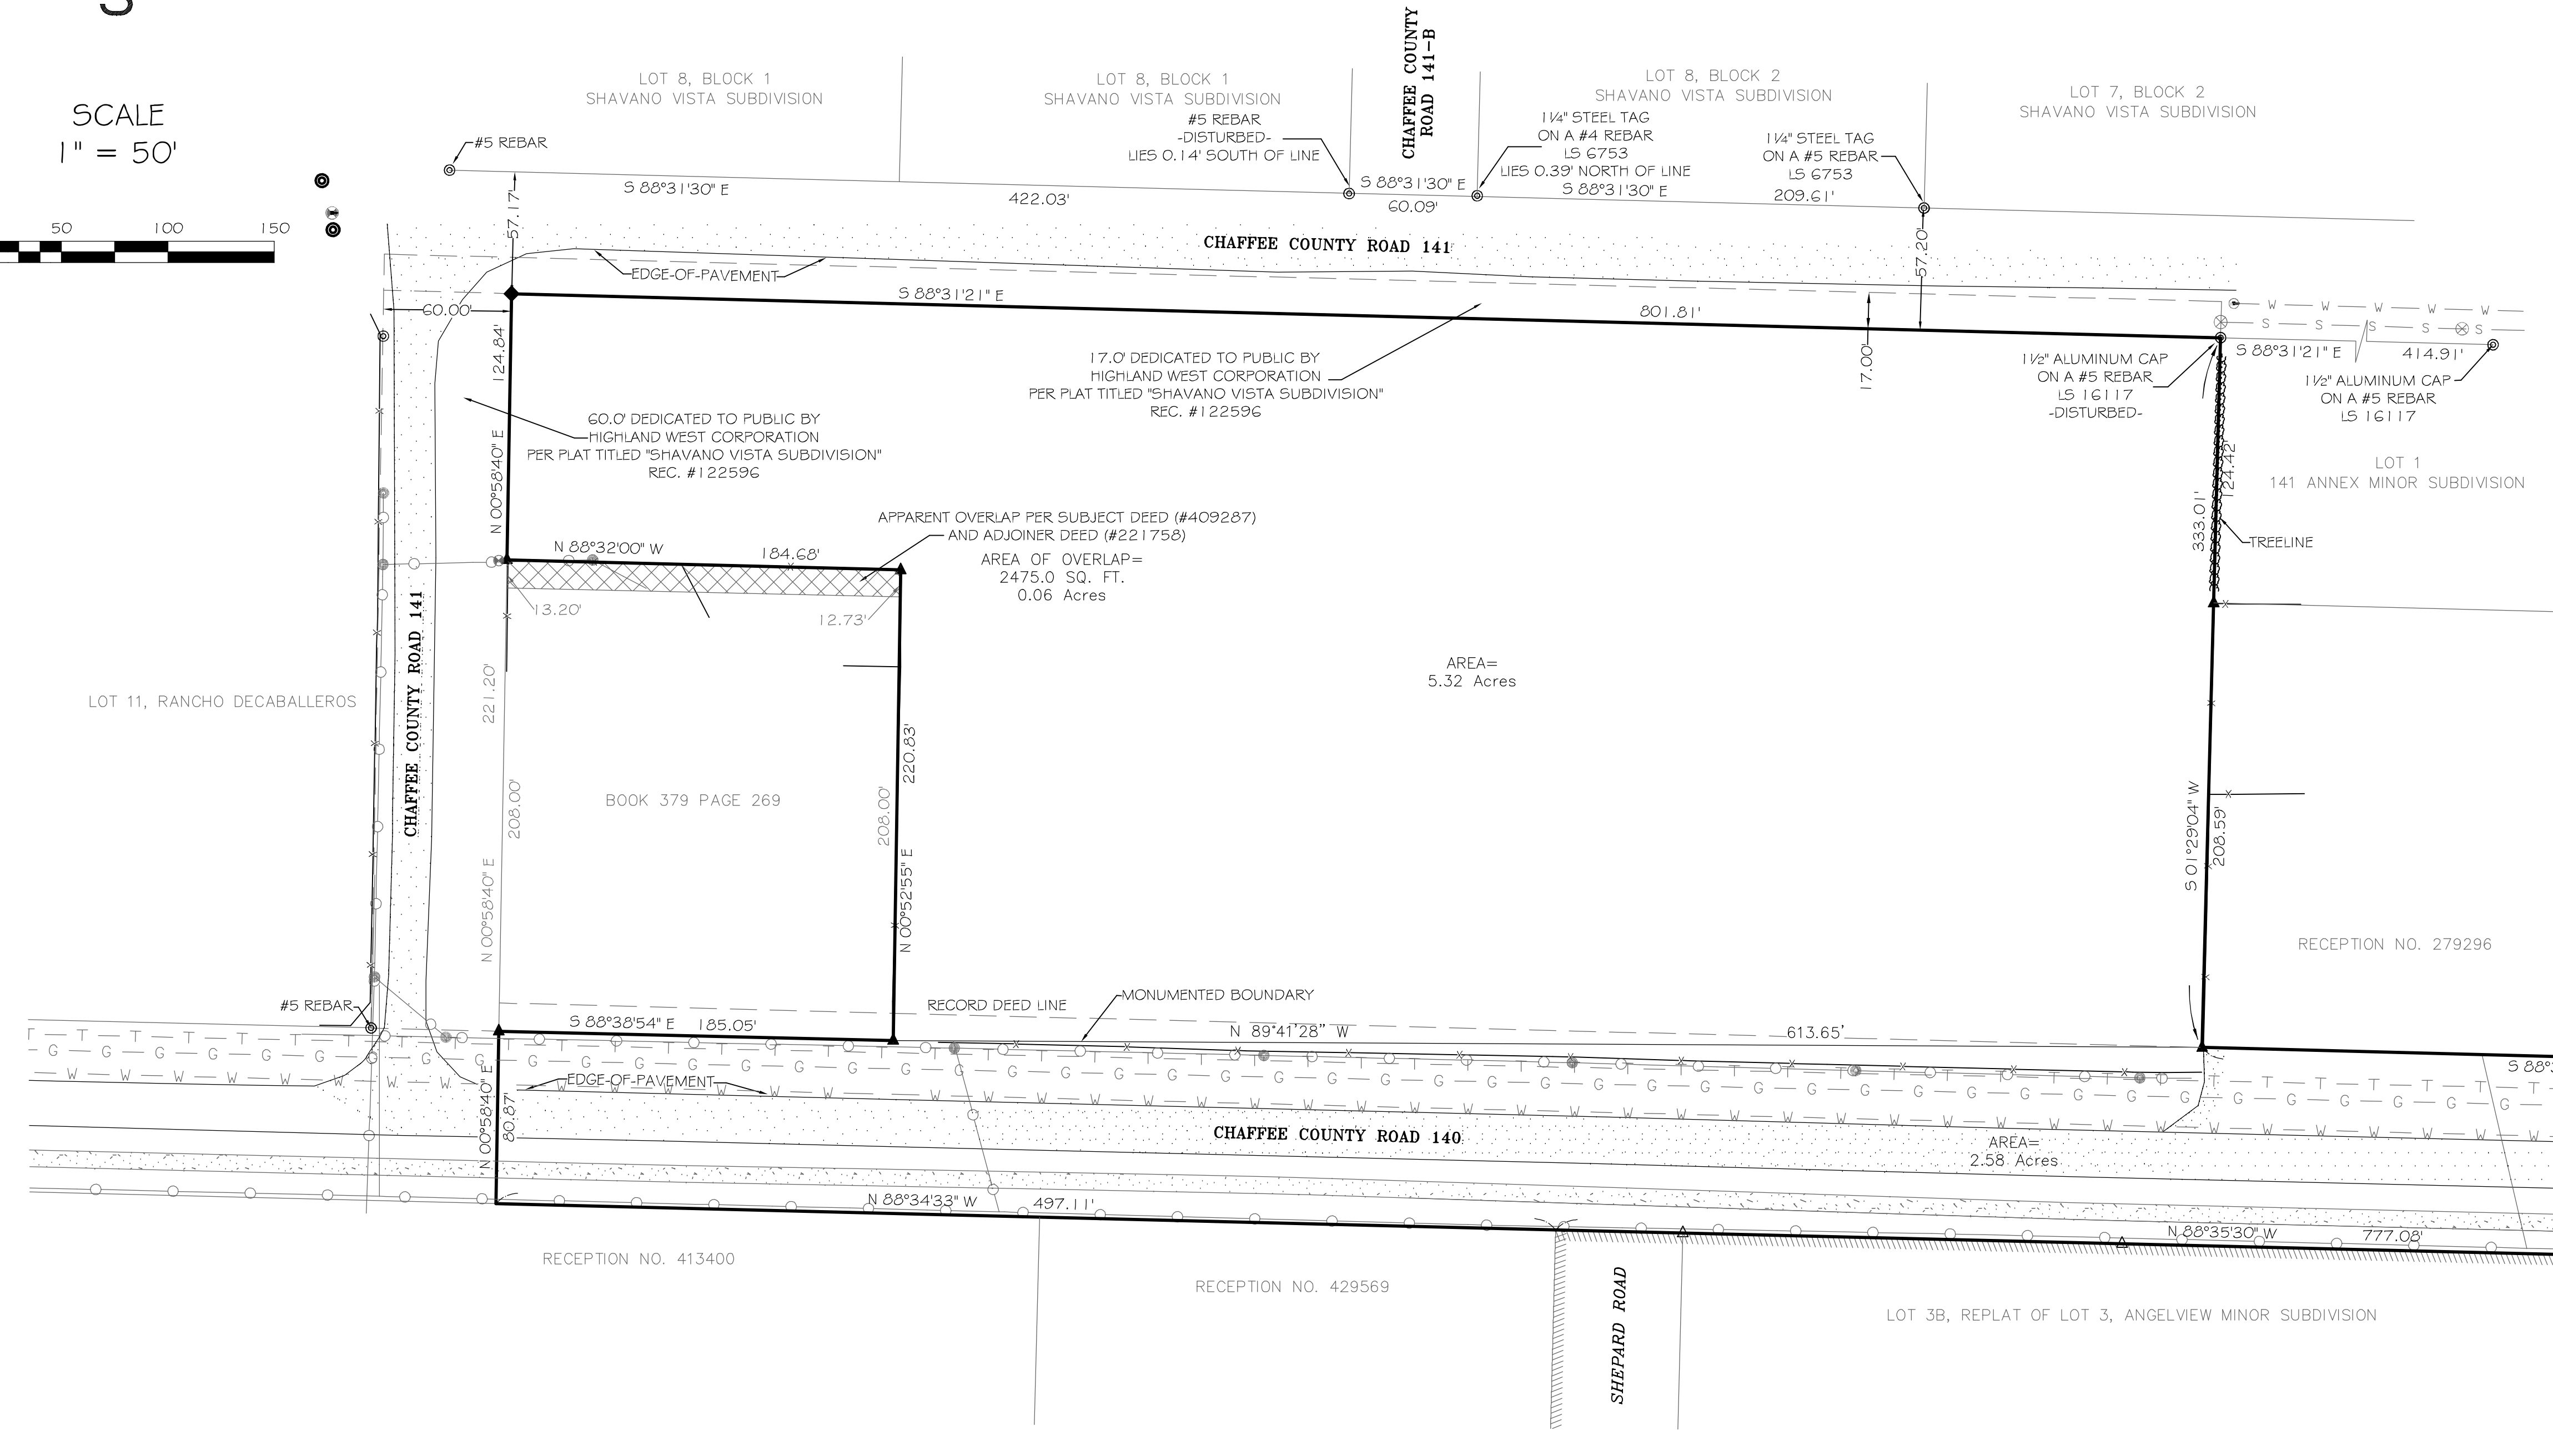 SCALE
1" = 50'
50 100 150
LOT 8, BLOCK 1
SHAVANO VISTA SUBDIVISION
LOT 8, BLOCK 1
SHAVANO VISTA SUBDIVISION
CHAFFEE COUNTY
ROAD 141-B
LOT 8, BLOCK 2
SHAVANO VISTA SUBDIVISION
LOT 7, BLOCK 2
SHAVANO VISTA SUBDIVISION
#5 REBAR
#5 REBAR
-DISTURBED-
LIES 0.14' SOUTH OF LINE
1¼" STEEL TAG
ON A #4 REBAR
LS 6753
LIES 0.39' NORTH OF LINE
1¼" STEEL TAG
ON A #5 REBAR
LS 6753
S 88°31'30" E
422.03'
S 88°31'30" E
60.09'
S 88°31'30" E
209.61'
57.17'
57.20'
CHAFFEE COUNTY ROAD 141
EDGE-OF-PAVEMENT
60.00'
S 88°31'21" E
801.81'
17.00'
W W W W W
S S S S S
S 88°31'21" E
414.91'
124.84'
N 00°58'40" E
17.0' DEDICATED TO PUBLIC BY
HIGHLAND WEST CORPORATION
PER PLAT TITLED "SHAVANO VISTA SUBDIVISION"
REC. #122596
1½" ALUMINUM CAP
ON A #5 REBAR
LS 16117
-DISTURBED-
1½" ALUMINUM CAP
ON A #5 REBAR
LS 16117
60.0' DEDICATED TO PUBLIC BY
HIGHLAND WEST CORPORATION
PER PLAT TITLED "SHAVANO VISTA SUBDIVISION"
REC. #122596
LOT 1
141 ANNEX MINOR SUBDIVISION
124.42'
333.01'
TREELINE
APPARENT OVERLAP PER SUBJECT DEED (#409287)
AND ADJOINER DEED (#221758)
AREA OF OVERLAP=
2475.0 SQ. FT.
0.06 Acres
N 88°32'00" W
184.68'
13.20'
12.73'
AREA=
5.32 Acres
CHAFFEE COUNTY ROAD 141
LOT 11, RANCHO DECABALLEROS
221.20'
208.00'
N 00°58'40" E
BOOK 379 PAGE 269
220.83'
208.00'
N 00°52'55" E
S 01°29'04" W
208.59'
RECEPTION NO. 279296
#5 REBAR
RECORD DEED LINE
MONUMENTED BOUNDARY
S 88°38'54" E
185.05'
N 89°41'28" W
613.65'
S 88°
EDGE-OF-PAVEMENT
N 00°58'40" E
80.87'
CHAFFEE COUNTY ROAD 140
AREA=
2.58 Acres
N 88°34'33" W
497.11'
N 88°35'30" W
777.08'
RECEPTION NO. 413400
RECEPTION NO. 429569
SHEPARD ROAD
LOT 3B, REPLAT OF LOT 3, ANGELVIEW MINOR SUBDIVISION